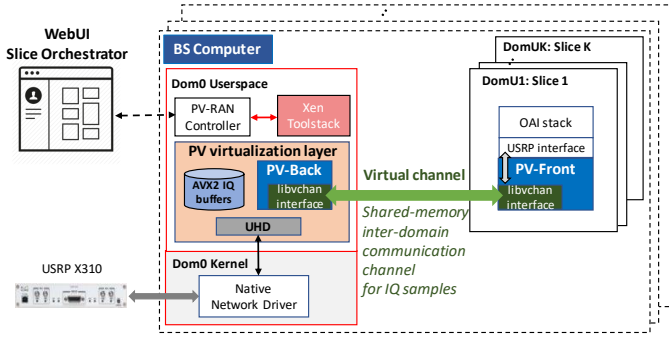 WebUI
Slice Orchestrator
BS Computer
DomUK: Slice K
DomU1: Slice 1
Dom0 Userspace
PV-RAN
Controller
Xen
Toolstack
OAI stack
USRP interface
PV virtualization layer
PV-Back
AVX2 IQ
buffers
libvchan
interface
Virtual channel
PV-Front
libvchan
interface
UHD
Shared-memory
inter-domain
communication
channel
for IQ samples
Dom0 Kernel
USRP X310
Native
Network Driver